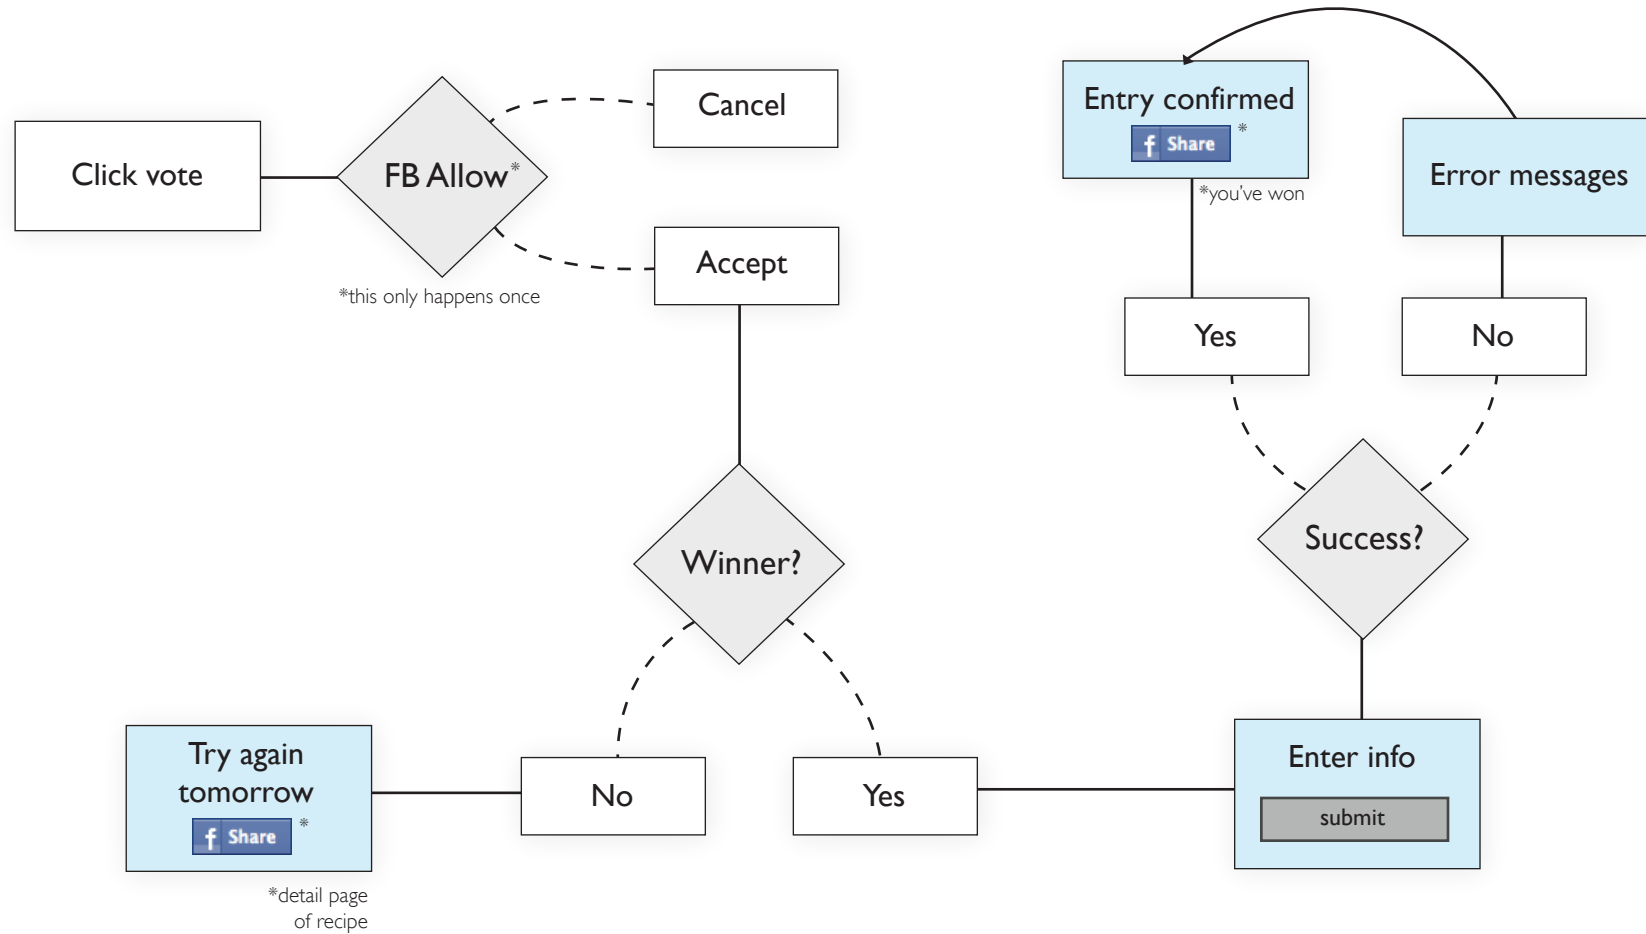 Click vote
FB Allow*
*this only happens once
Cancel
Accept
Winner?
No
Try again
tomorrow
f Share *
*detail page
of recipe
Yes
Enter info
submit
Success?
Yes
No
Entry confirmed
f Share *
*you've won
Error messages